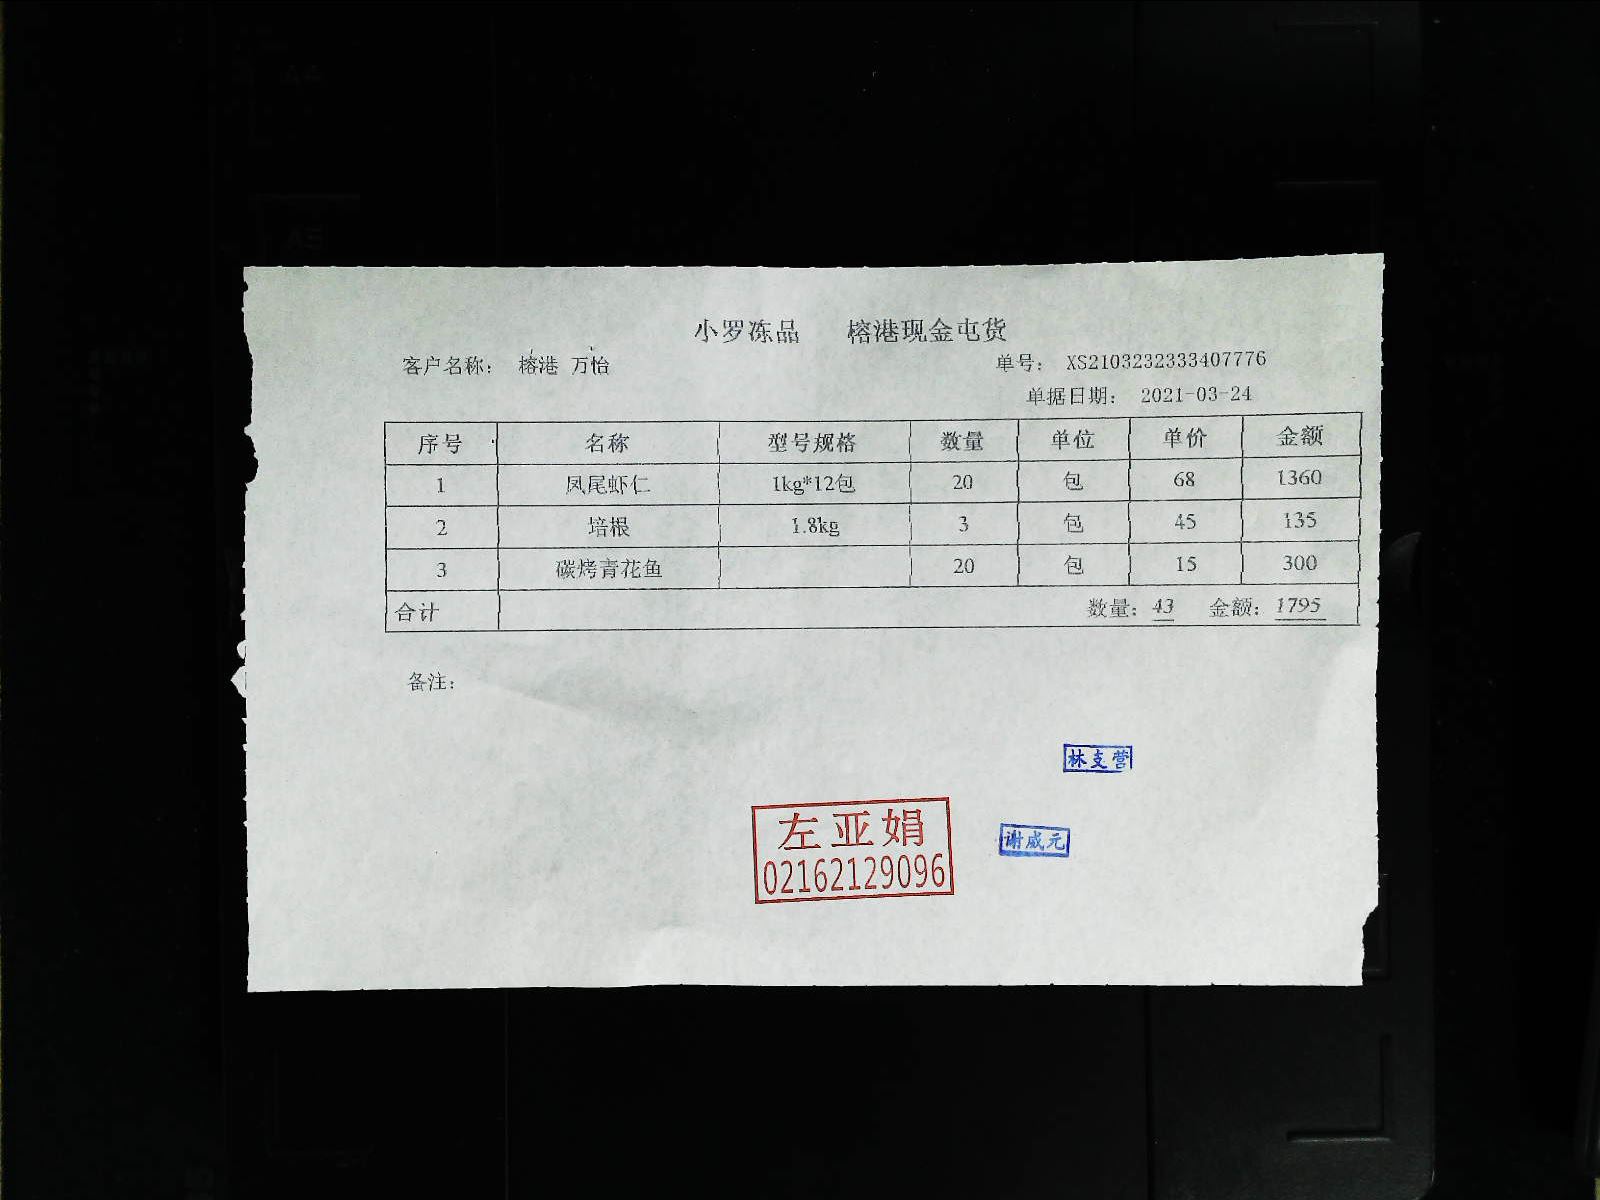 小罗冻品 榕港现金屯货
客户名称： 榕港 万怡 单号： XS2103232333407776
单据日期： 2021-03-24
序号 名称 型号规格 数量 单位 单价 金额
1 凤尾虾仁 1kg*12包 20 包 68 1360
2 培根 1.8kg 3 包 45 135
3 碳烤青花鱼 20 包 15 300
合计 数量：43 金额：1795
备注：
林支营
左亚娟
谢威元
02162129096